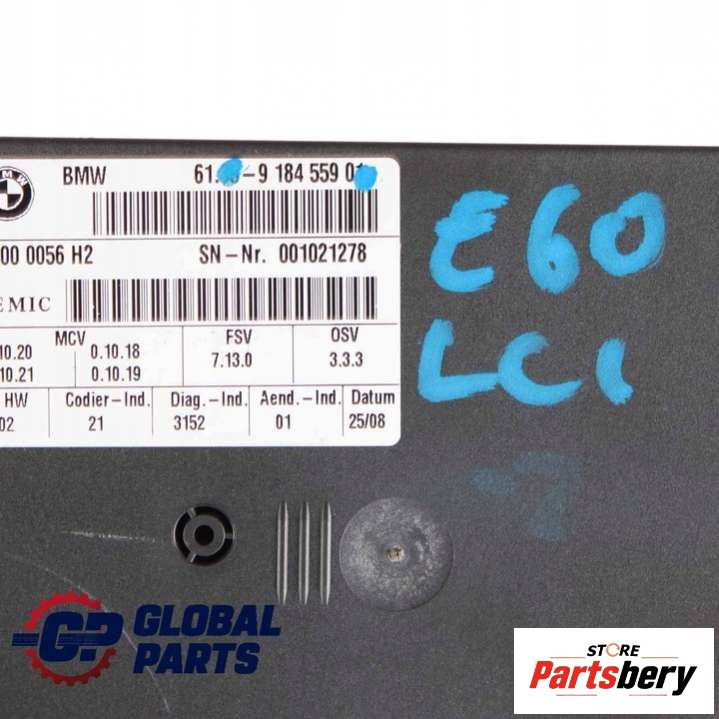 BMW 61. -9 184 559 0
00 0056 H2 SN-Nr. 001021278
EMIC
MCV FSV OSV
10.20 0.10.18 7.13.0 3.3.3
10.21 0.10.19
HW Codier-Ind. Diag.-Ind. Aend.-Ind. Datum
02 21 3152 01 25/08
E60
LCI
GP GLOBAL
PARTS
STORE
Partsbery